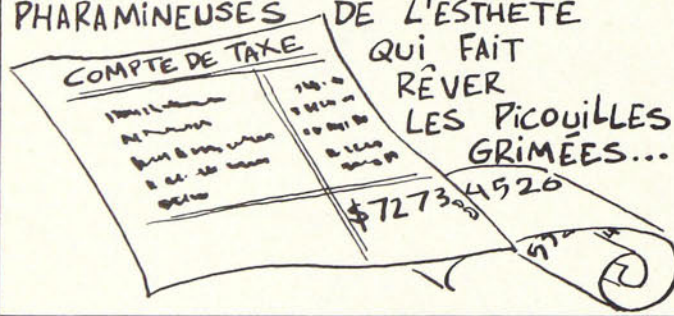 PHARAMINEUSES DE L'ESTHETE
QUI FAIT
RÊVER
LES PICOUILLES
GRIMÉES...
COMPTE DE TAXE
$7273.00
4526